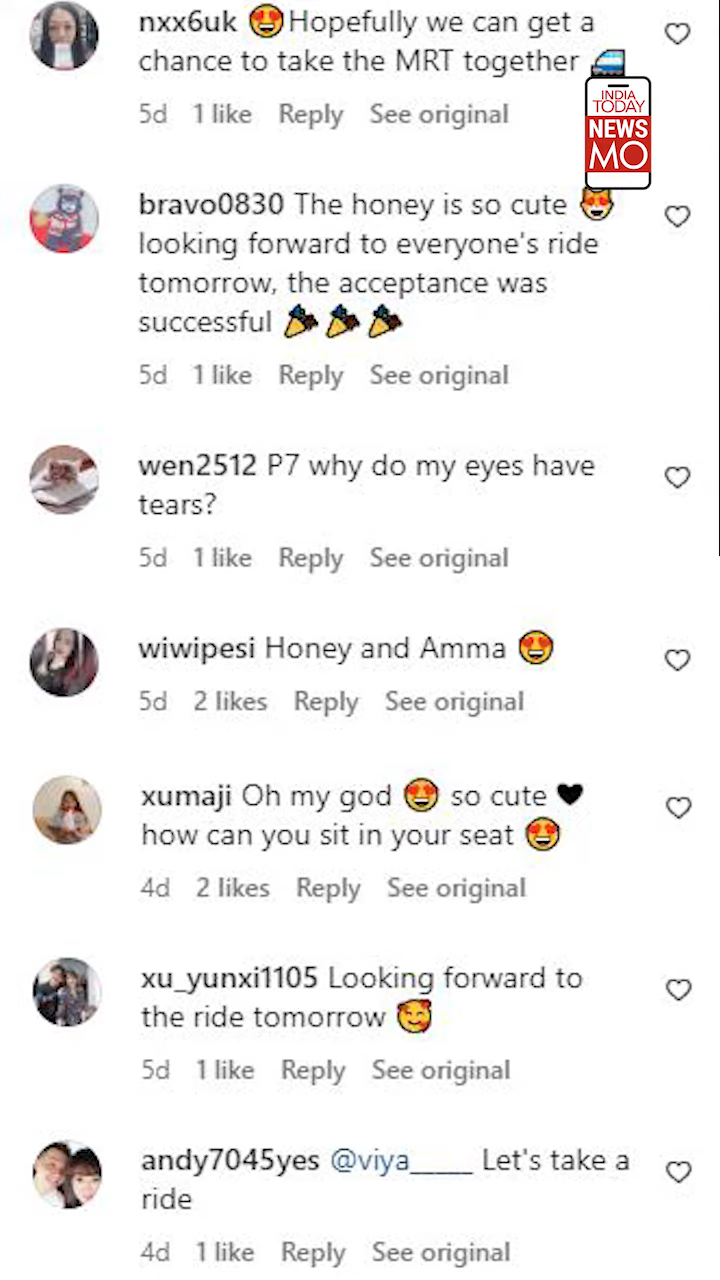 nxx6uk 😍Hopefully we can get a
chance to take the MRT together 🚅
5d 1 like Reply See original
INDIA
TODAY
NEWS
MO
bravo0830 The honey is so cute 😻
looking forward to everyone's ride
tomorrow, the acceptance was
successful 🎉🎉🎉
5d 1 like Reply See original
wen2512 P7 why do my eyes have
tears?
5d 1 like Reply See original
wiwipesi Honey and Amma 😍
5d 2 likes Reply See original
xumaji Oh my god 😍 so cute ♥
how can you sit in your seat 😍
4d 2 likes Reply See original
xu_yunxi1105 Looking forward to
the ride tomorrow 🥰
5d 1 like Reply See original
andy7045yes @viya_____ Let's take a
ride
4d 1 like Reply See original